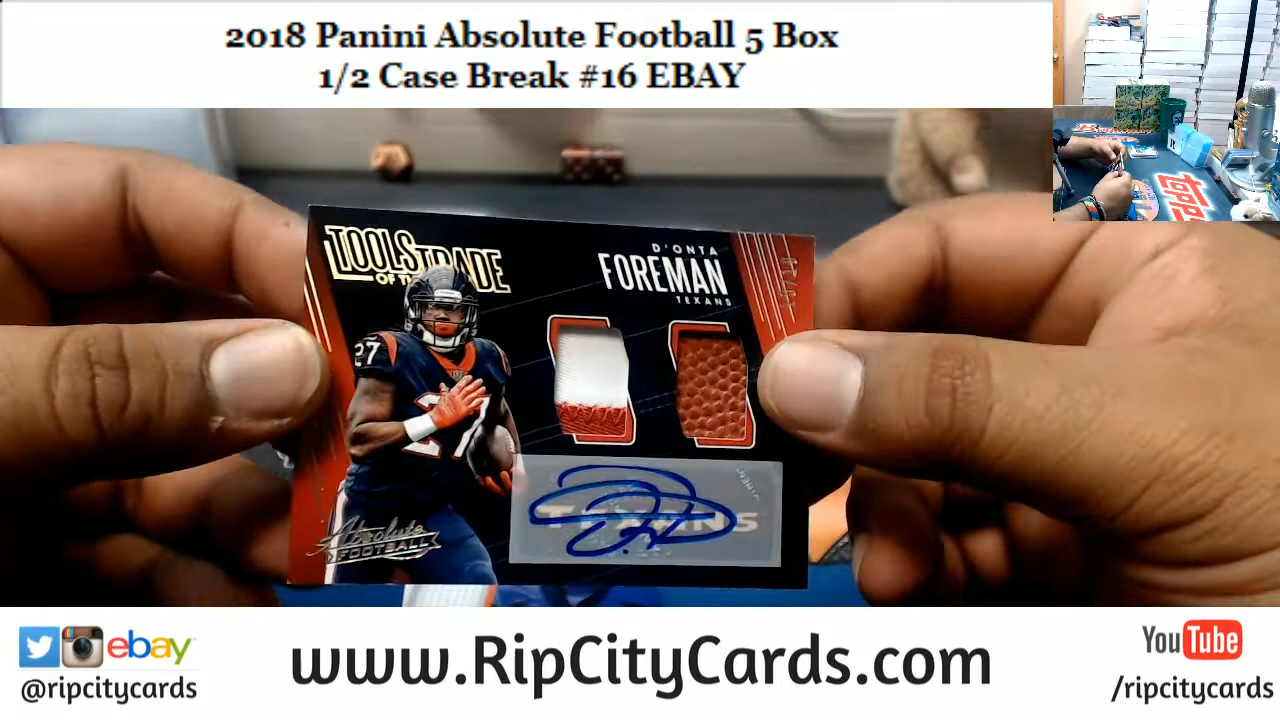 2018 Panini Absolute Football 5 Box
1/2 Case Break #16 EBAY
TOOLS OF THE TRADE
D'ONTA
FOREMAN
TEXANS
27
27
TEXANS
Absolute
FOOTBALL
ebay
@ripcitycards
www.RipCityCards.com
YouTube
/ripcitycards